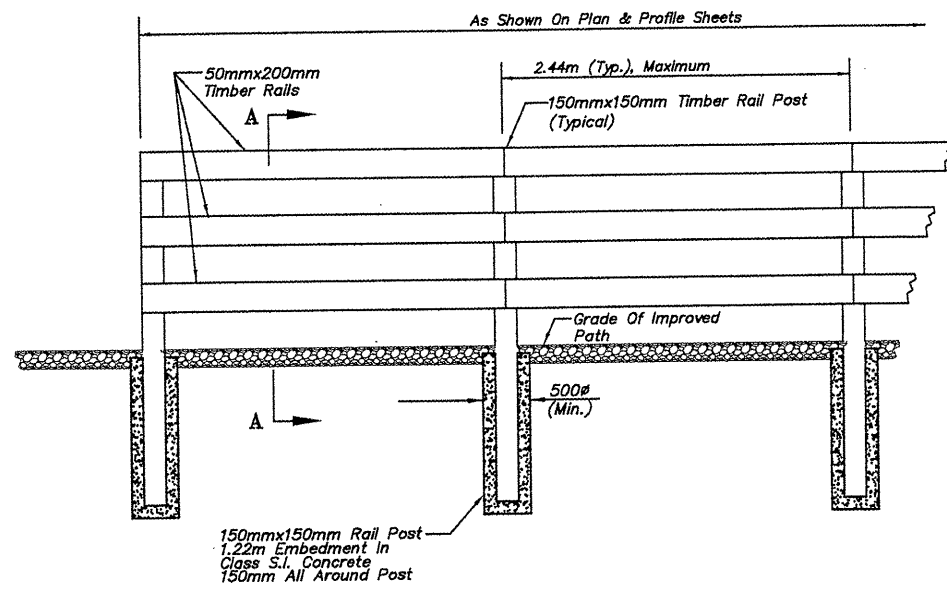 As Shown On Plan & Profile Sheets
2.44m (Typ.), Maximum
50mmx200mm
Timber Rails
A
150mmx150mm Timber Rail Post
(Typical)
Grade Of Improved
Path
A
500ø
(Min.)
150mmx150mm Rail Post
1.22m Embedment In
Class S.I. Concrete
150mm All Around Post